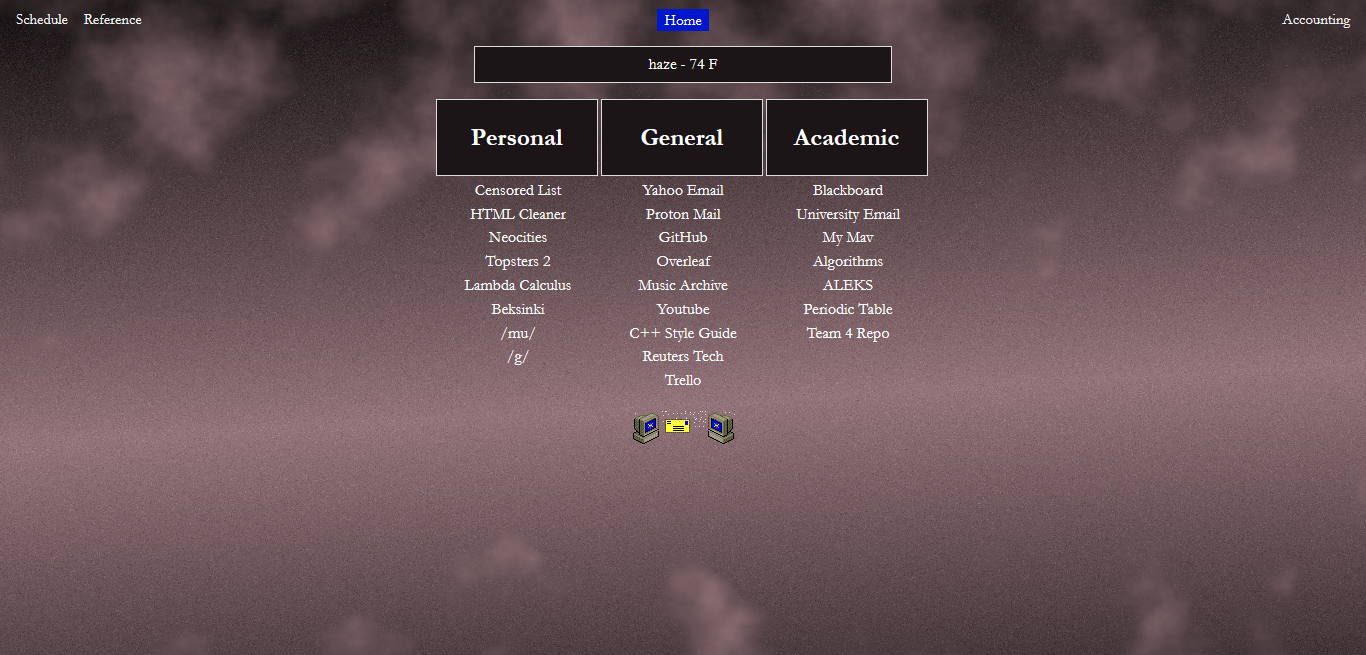 Schedule Reference Home Accounting
haze - 74 F
Personal General Academic
Censored List Yahoo Email Blackboard
HTML Cleaner Proton Mail University Email
Neocities GitHub My Mav
Topsters 2 Overleaf Algorithms
Lambda Calculus Music Archive ALEKS
Beksinki Youtube Periodic Table
/mu/ C++ Style Guide Team 4 Repo
/g/ Reuters Tech
Trello